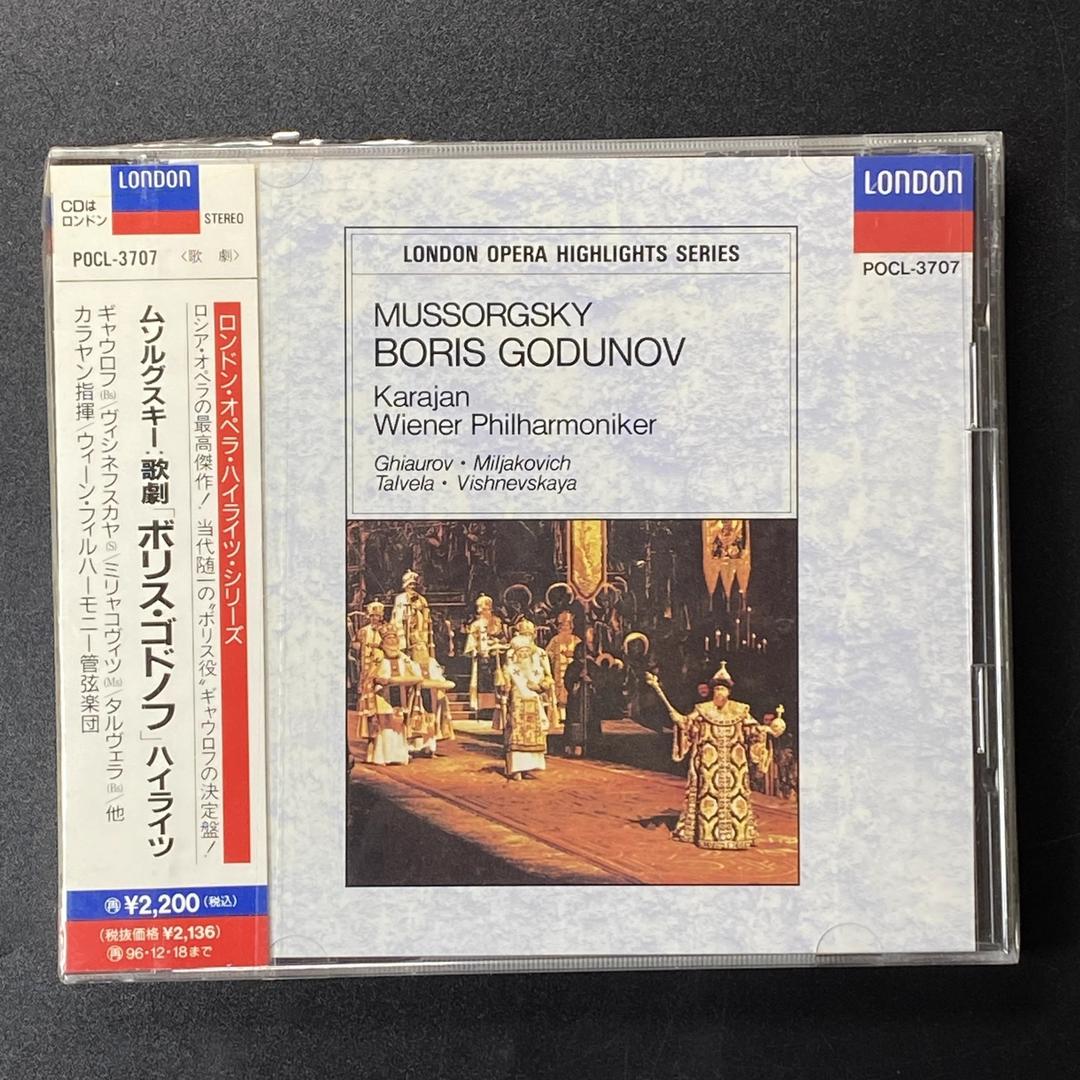 CDは
ロンドン
LONDON
STEREO
POCL-3707 〈歌 劇〉
ロンドン・オペラ・ハイライツ・シリーズ
ロシア・オペラの最高傑作! 当代随一の"ボリス役"ギャウロフの決定盤!
ムソルグスキー:歌劇「ボリス・ゴドノフ」ハイライツ
ギャウロフ(Bs)/ヴィシネフスカヤ(S)/ミリャコヴィツ(Ms)/タルヴェラ(Bs)/他
カラヤン指揮/ウィーン・フィルハーモニー管弦楽団
再 ¥2,200(税込)
(税抜価格 ¥2,136)
再 96・12・18まで
LONDON
POCL-3707
LONDON OPERA HIGHLIGHTS SERIES
MUSSORGSKY
BORIS GODUNOV
Karajan
Wiener Philharmoniker
Ghiaurov・Miljakovich
Talvela・Vishnevskaya